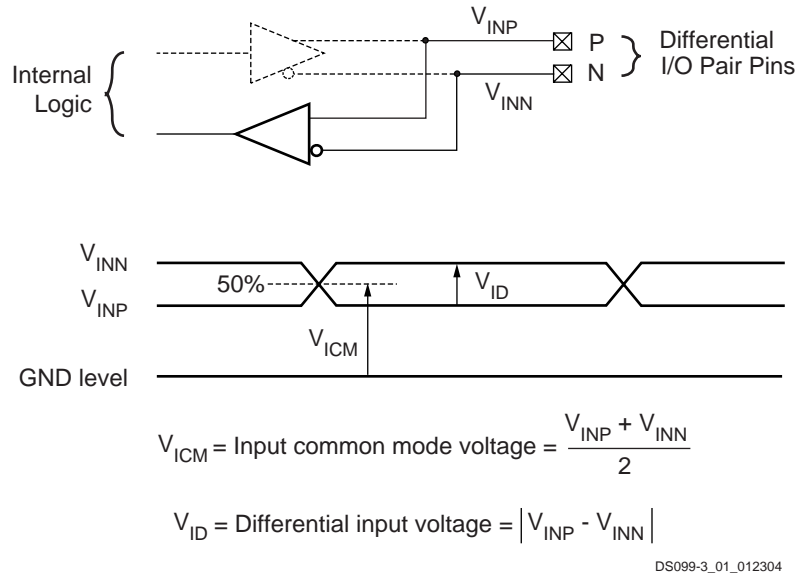 V_INP
P
N
Differential
I/O Pair Pins
Internal
Logic
V_INN
V_INN
50%
V_ID
V_INP
V_ICM
GND level
V_ICM = Input common mode voltage = (V_INP + V_INN) / 2
V_ID = Differential input voltage = |V_INP - V_INN|
DS099-3_01_012304